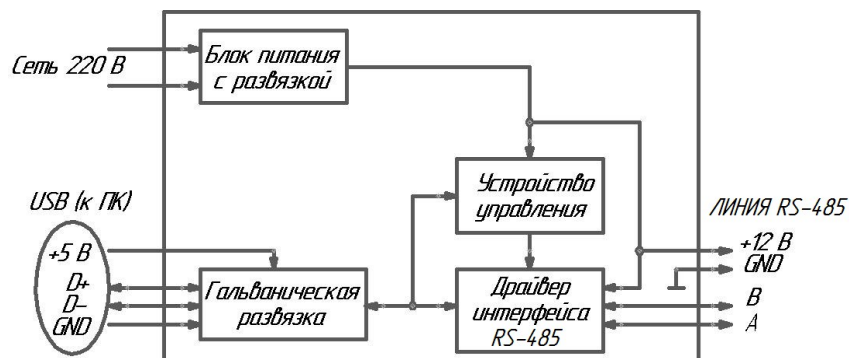 Блок питания
с развязкой
Сеть 220 В
Устройство
управления
USB (к ПК)
ЛИНИЯ RS-485
+5 В
D+
D-
GND
Гальваническая
развязка
Драйвер
интерфейса
RS-485
+12 В
GND
B
A